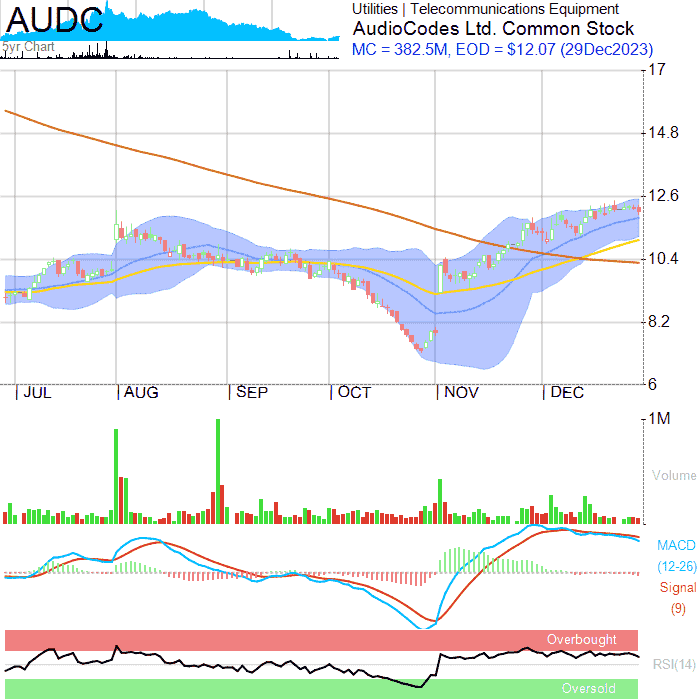 AUDC
5yr Chart
Utilities | Telecommunications Equipment
AudioCodes Ltd. Common Stock
MC = 382.5M, EOD = $12.07 (29Dec2023)
17
14.8
12.6
10.4
8.2
6
| JUL | AUG | SEP | OCT | NOV | DEC
1M
Volume
MACD
(12-26)
Signal
(9)
Overbought
RSI(14)
Oversold